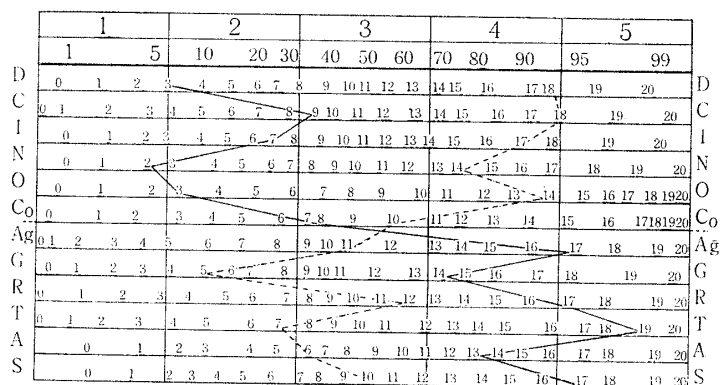 1 2 3 4 5
1 5 10 20 30 40 50 60 70 80 90 95 99
D 0 1 2 3 4 5 6 7 8 9 10 11 12 13 14 15 16 17 18 19 20 D
C 0 1 2 3 4 5 6 7 8 9 10 11 12 13 14 15 16 17 18 19 20 C
I 0 1 2 3 4 5 6 7 8 9 10 11 12 13 14 15 16 17 18 19 20 I
N 0 1 2 3 4 5 6 7 8 9 10 11 12 13 14 15 16 17 18 19 20 N
O 0 1 2 3 4 5 6 7 8 9 10 11 12 13 14 15 16 17 18 19 20 O
Co 0 1 2 3 4 5 6 7 8 9 10 11 12 13 14 15 16 17 18 19 20 Co
Ag 0 1 2 3 4 5 6 7 8 9 10 11 12 13 14 15 16 17 18 19 20 Ag
G 0 1 2 3 4 5 6 7 8 9 10 11 12 13 14 15 16 17 18 19 20 G
R 0 1 2 3 4 5 6 7 8 9 10 11 12 13 14 15 16 17 18 19 20 R
T 0 1 2 3 4 5 6 7 8 9 10 11 12 13 14 15 16 17 18 19 20 T
A 0 1 2 3 4 5 6 7 8 9 10 11 12 13 14 15 16 17 18 19 20 A
S 0 1 2 3 4 5 6 7 8 9 10 11 12 13 14 15 16 17 18 19 20 S